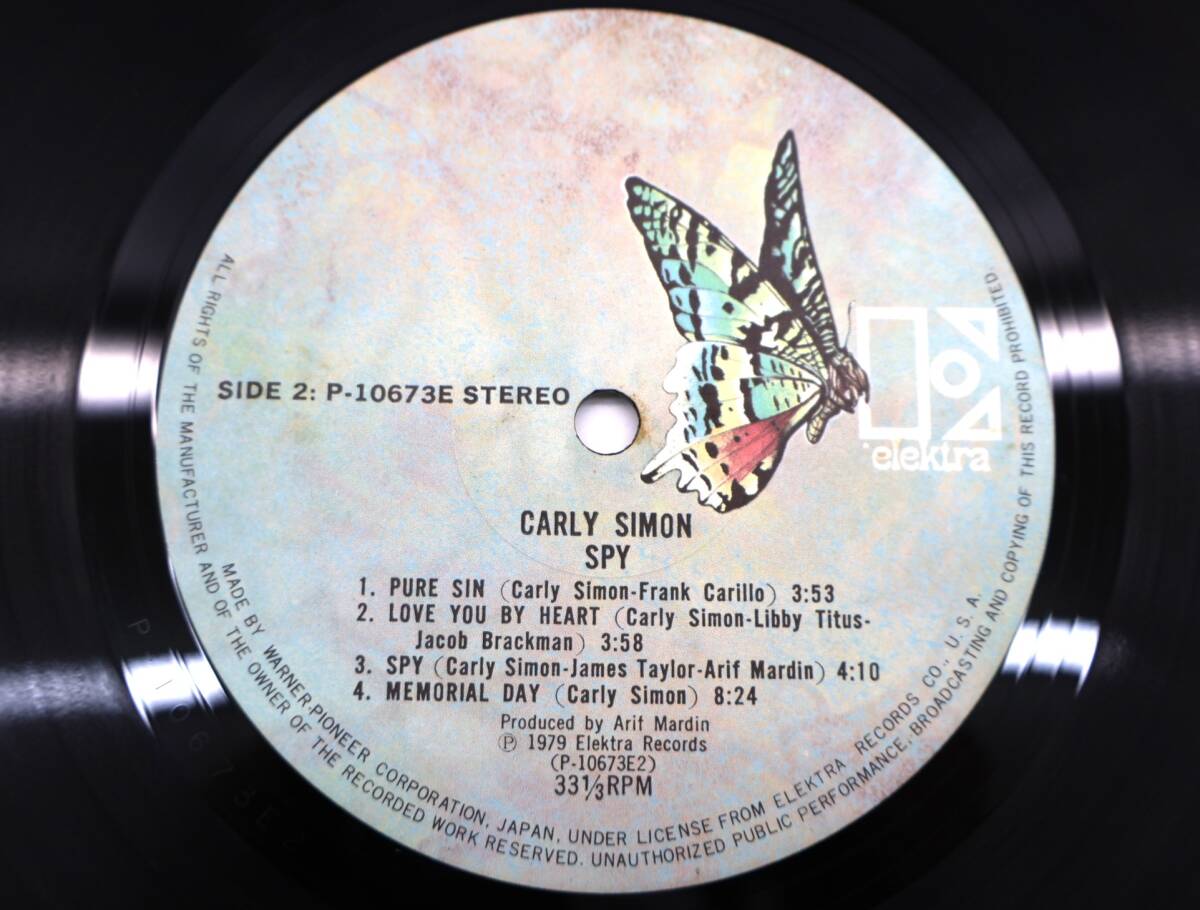 SIDE 2: P-10673E STEREO
elektra
CARLY SIMON
SPY
1. PURE SIN (Carly Simon-Frank Carillo) 3:53
2. LOVE YOU BY HEART (Carly Simon-Libby Titus-
Jacob Brackman) 3:58
3. SPY (Carly Simon-James Taylor-Arif Mardin) 4:10
4. MEMORIAL DAY (Carly Simon) 8:24
Produced by Arif Mardin
Ⓟ 1979 Elektra Records
(P-10673E2)
33 1/3 RPM
MADE BY WARNER-PIONEER CORPORATION, JAPAN, UNDER LICENSE FROM ELEKTRA RECORDS CO., U. S. A.
ALL RIGHTS OF THE MANUFACTURER AND OF THE OWNER OF THE RECORDED WORK RESERVED. UNAUTHORIZED PUBLIC PERFORMANCE, BROADCASTING AND COPYING OF THIS RECORD PROHIBITED.